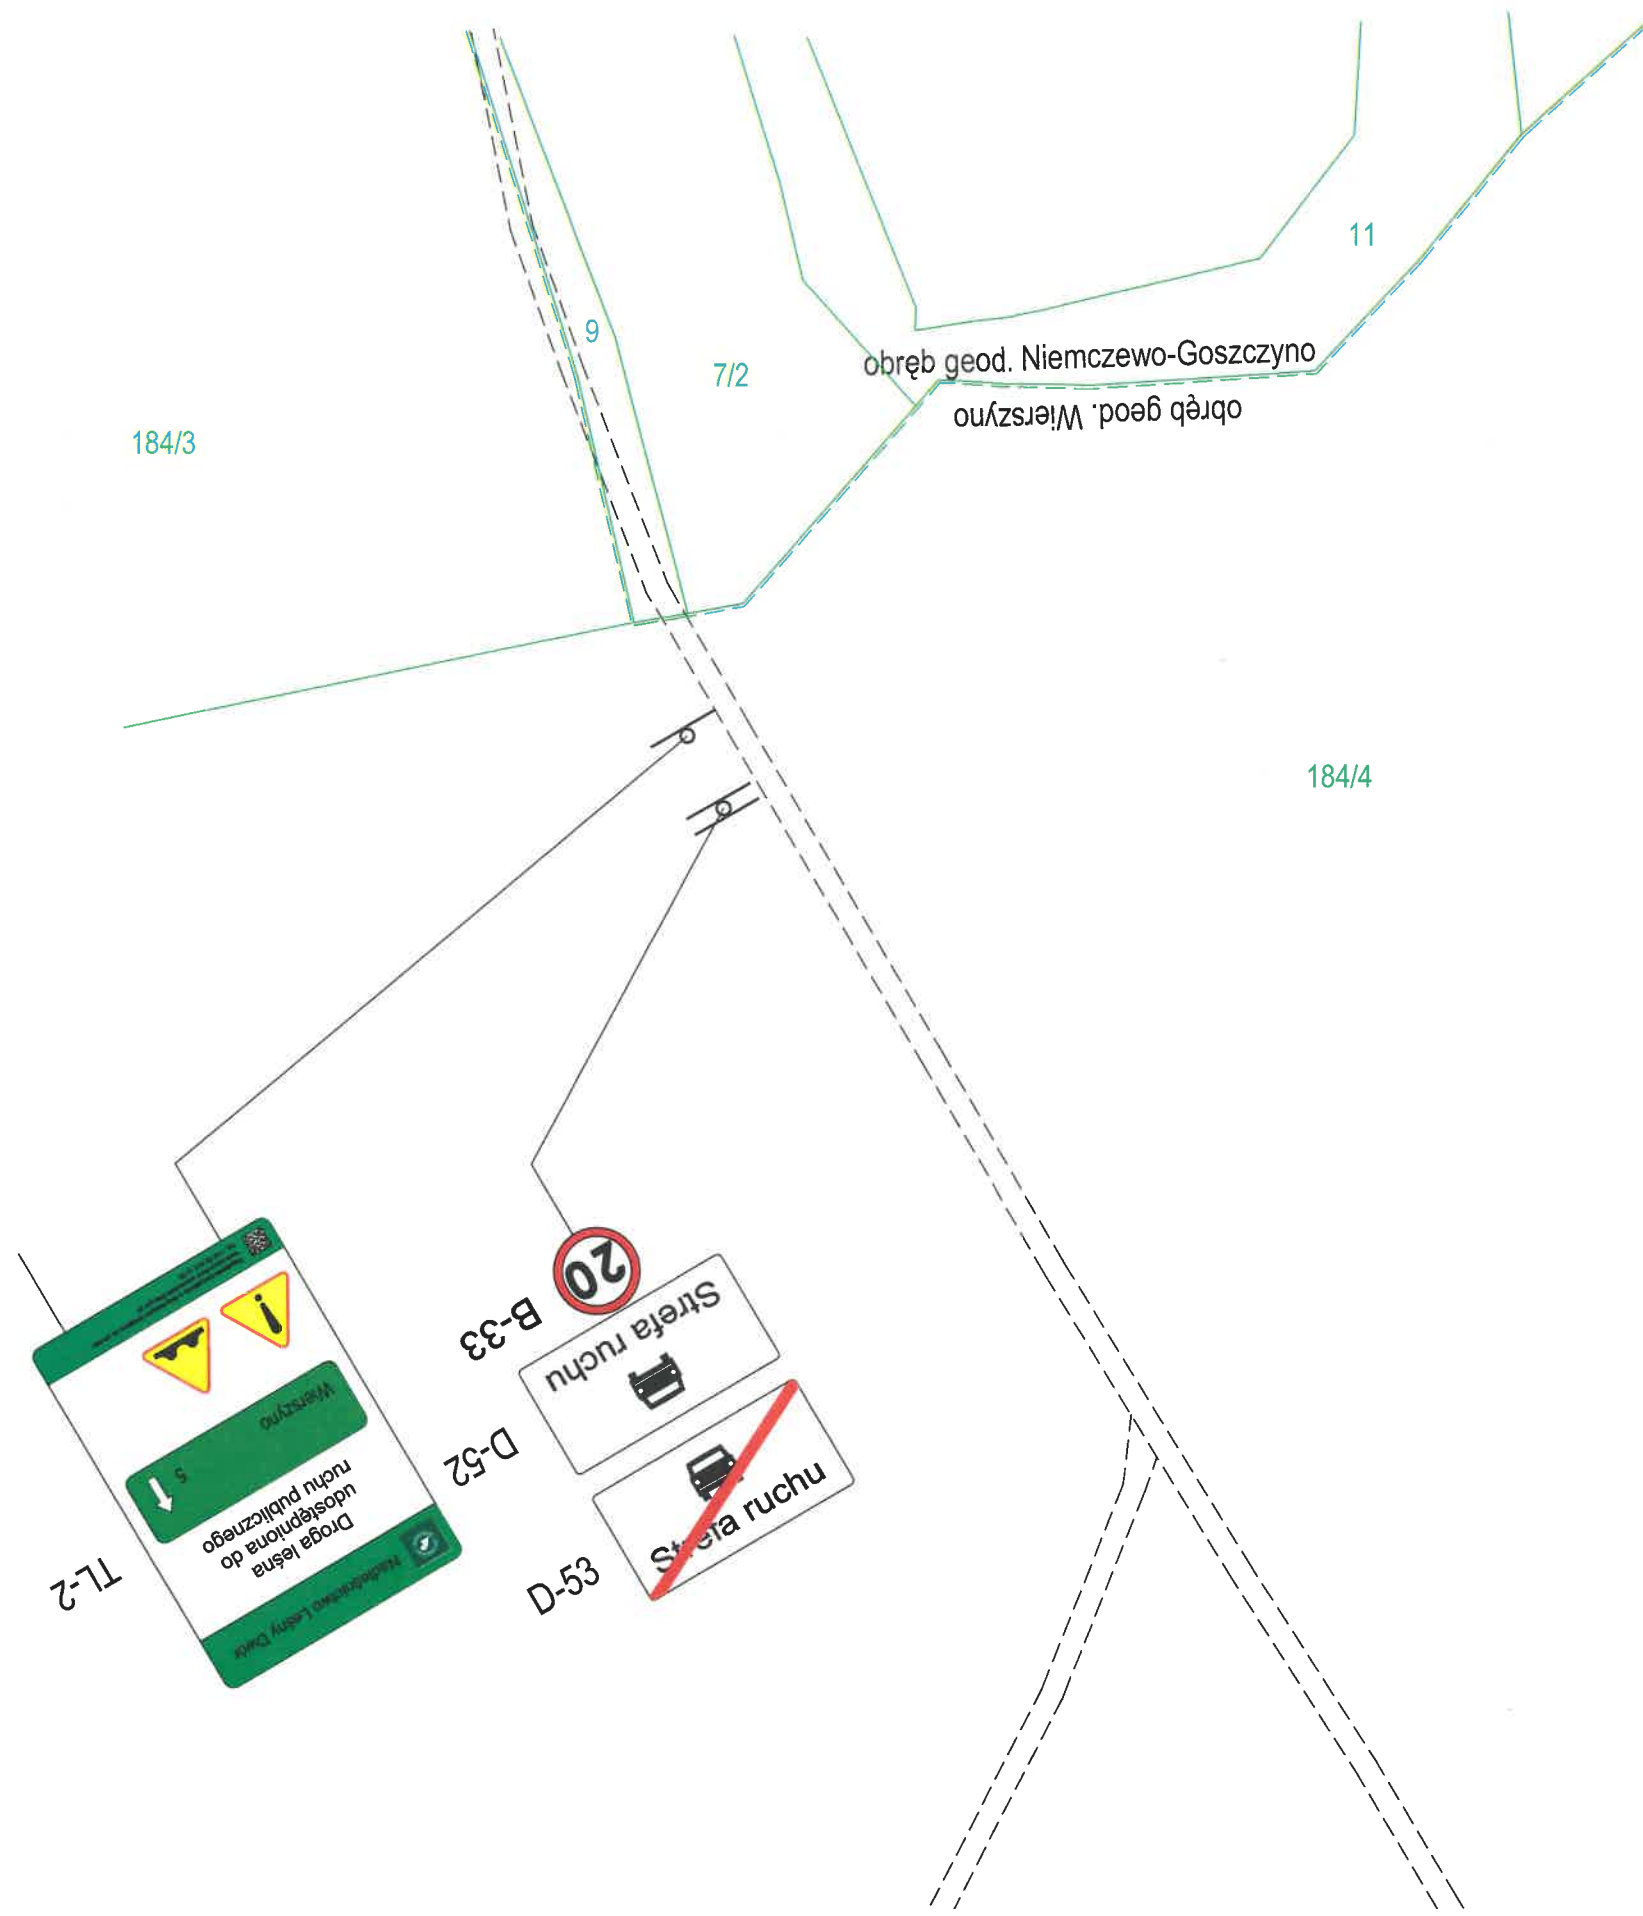 11
9
7/2
obręb geod. Niemczewo-Goszczyno
obręb geod. Wierszyno
184/3
184/4
20
B-33
Strefa ruchu
D-52
Strefa ruchu
D-53
TL-2
Nadleśnictwo Leśny Dwór
Droga leśna
udostępniona do
ruchu publicznego
5
Wierszyno